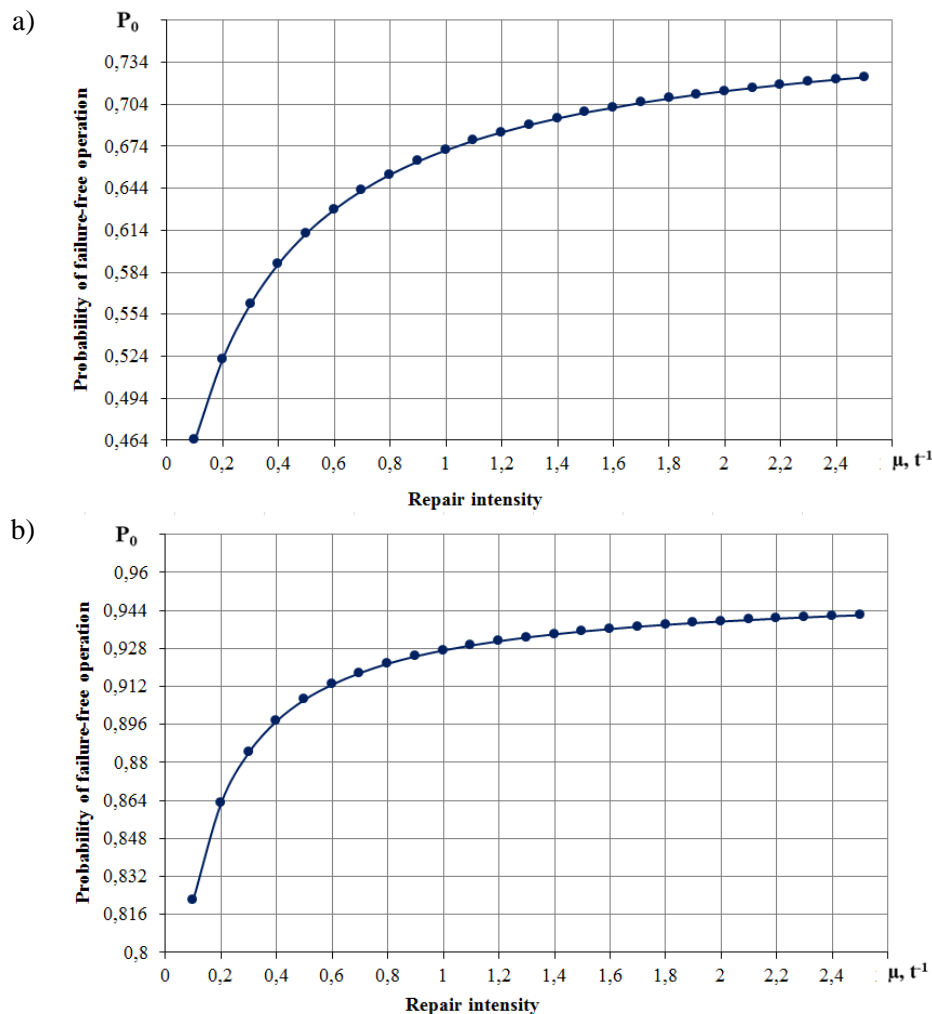 a)
P₀
Probability of failure-free operation
0,734
0,704
0,674
0,644
0,614
0,584
0,554
0,524
0,494
0,464
0 0,2 0,4 0,6 0,8 1 1,2 1,4 1,6 1,8 2 2,2 2,4 μ, t⁻¹
Repair intensity
b)
P₀
Probability of failure-free operation
0,96
0,944
0,928
0,912
0,896
0,88
0,864
0,848
0,832
0,816
0,8
0 0,2 0,4 0,6 0,8 1 1,2 1,4 1,6 1,8 2 2,2 2,4 μ, t⁻¹
Repair intensity